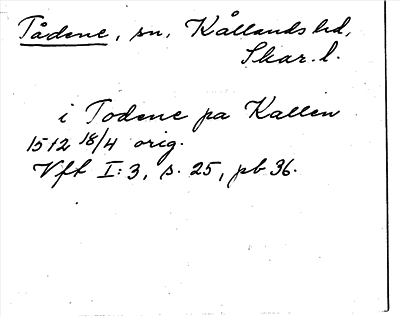 Tådene, sn, Kållands hd,
Skar. l.
i Todene pa Kallen
1512 18/4 orig.
Vft I:3, s. 25, pb 36.